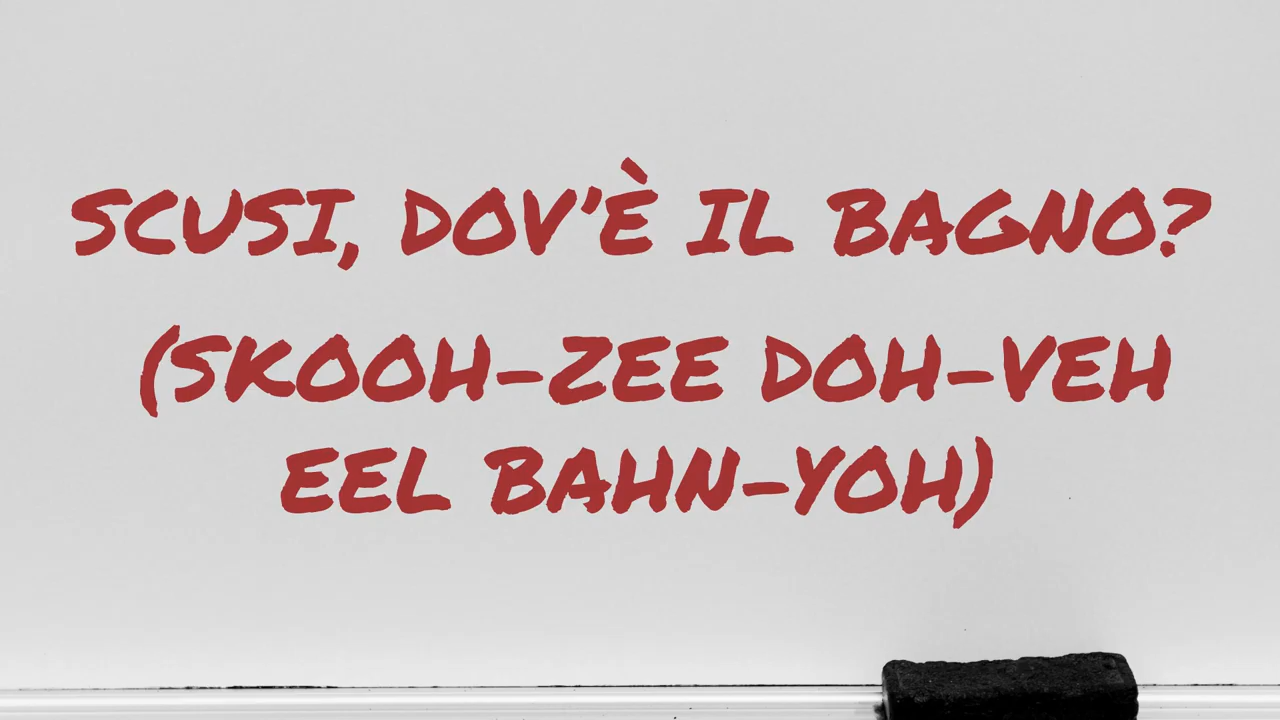 SCUSI, DOV'È IL BAGNO?
(SKOOH-ZEE DOH-VEH
EEL BAHN-YOH)